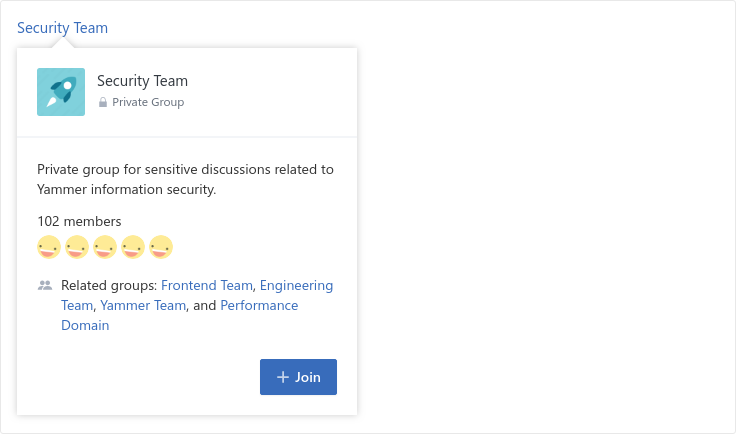 Security Team
Security Team
Private Group
Private group for sensitive discussions related to
Yammer information security.
102 members
Related groups: Frontend Team, Engineering
Team, Yammer Team, and Performance
Domain
Join